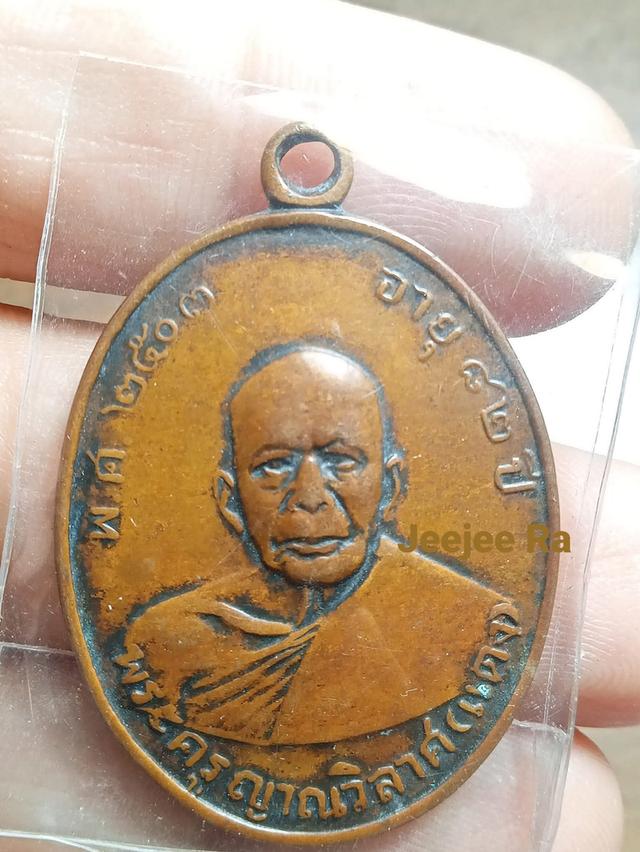 พ.ศ. ๒๕๐๓
อายุ ๘๒ ปี
พระครูญาณวิลาศ(แดง)
Jeejee Ra